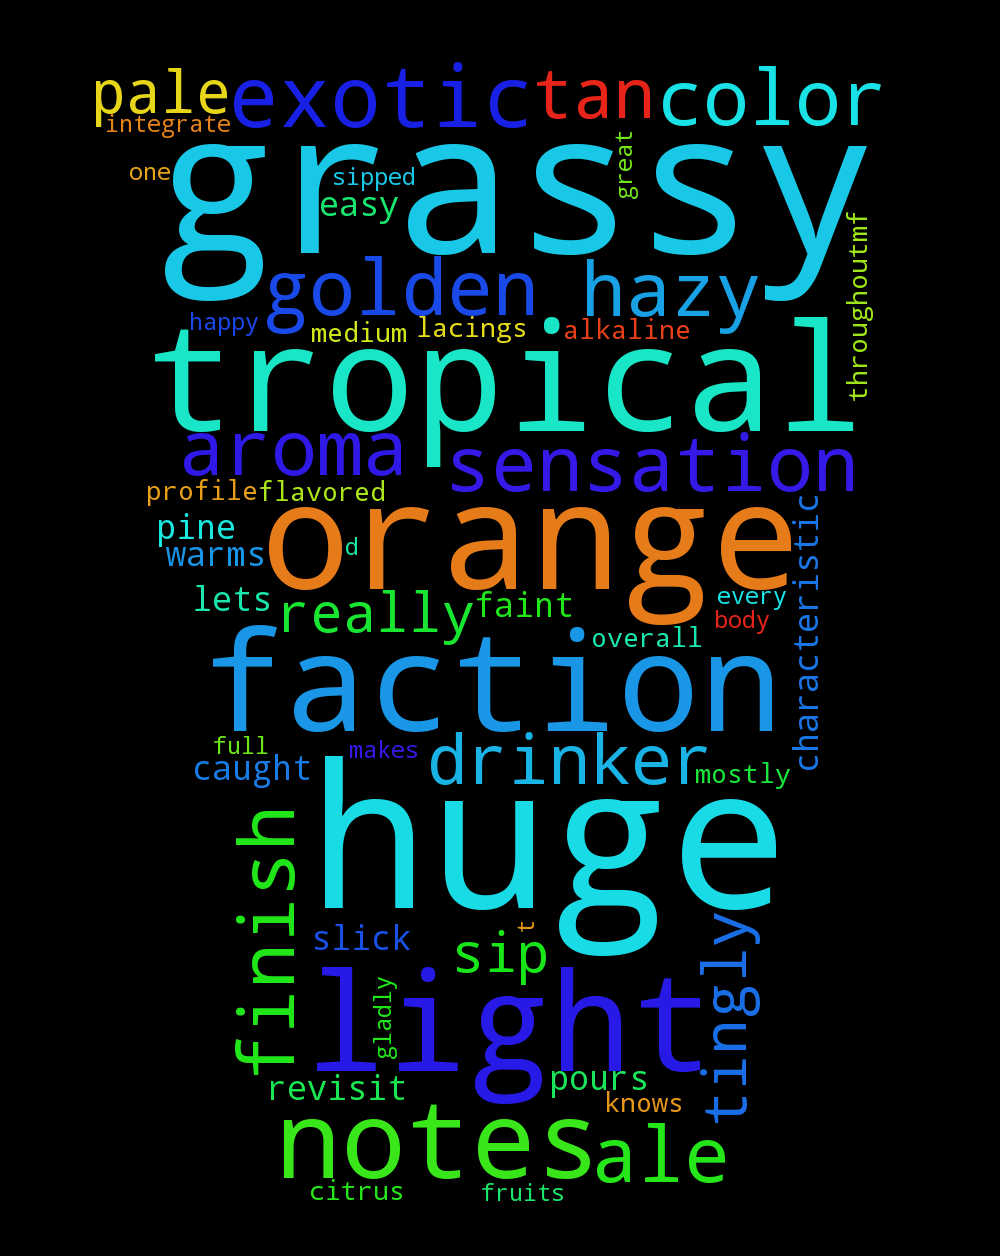 pale exotic tan color
integrate
grassy
one sipped great
easy
throughoutmf
golden hazy
happy medium lacings alkaline
tropical
aroma sensation
profile flavored
orange
characteristic
pine d
warms
lets really faint every
body
overall
faction
full makes drinker
caught mostly
huge
finish
slick sip t tingly
light
gladly
revisit pours
knows
notes ale
citrus fruits